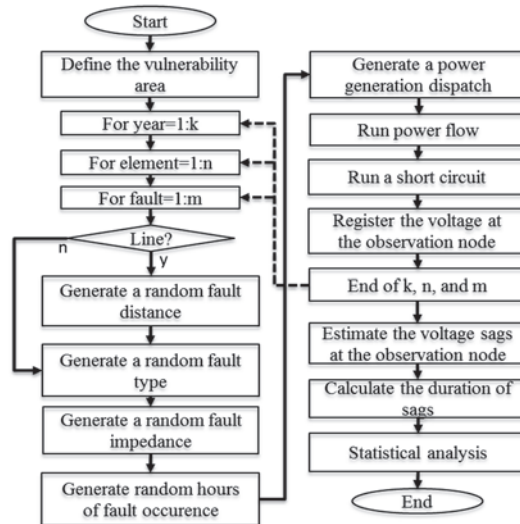 Start
Define the vulnerability
area
For year=1:k
For element=1:n
For fault=1:m
Line?
n
y
Generate a random fault
distance
Generate a random fault
type
Generate a random fault
impedance
Generate random hours
of fault occurence
Generate a power
generation dispatch
Run power flow
Run a short circuit
Register the voltage at
the observation node
End of k, n, and m
Estimate the voltage sags
at the observation node
Calculate the duration of
sags
Statistical analysis
End